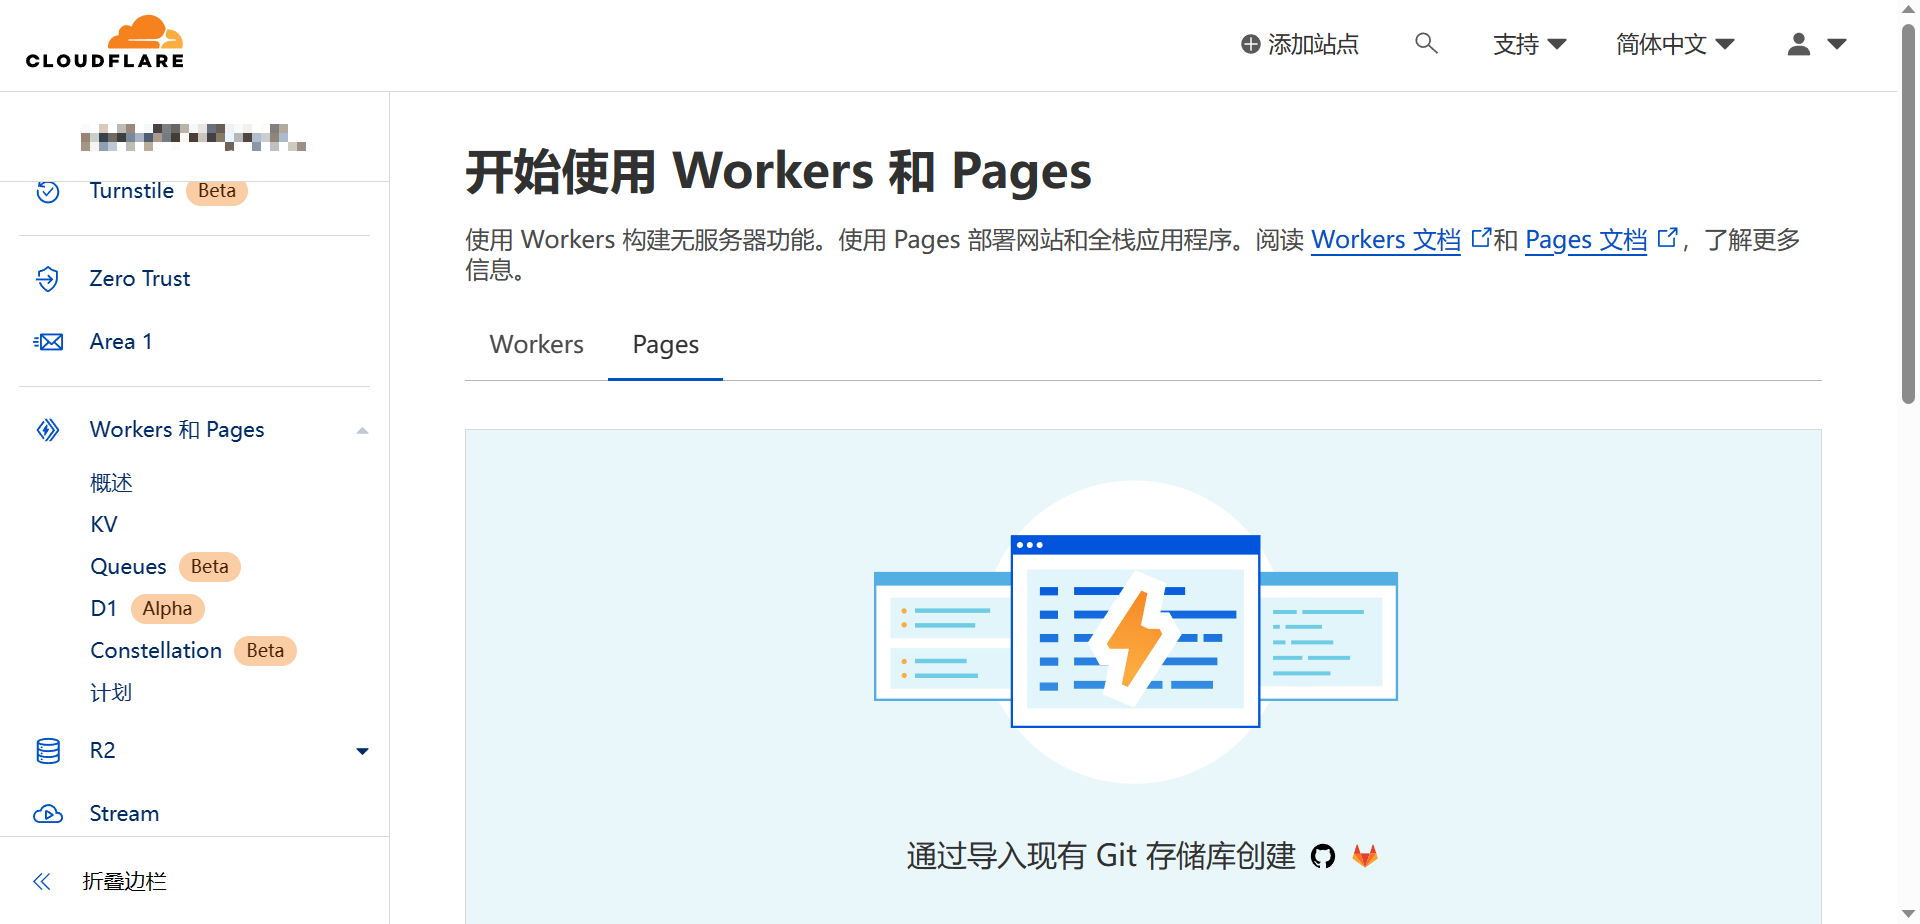 CLOUDFLARE
添加站点
支持
简体中文
Turnstile Beta
Zero Trust
Area 1
Workers 和 Pages
概述
KV
Queues Beta
D1 Alpha
Constellation Beta
计划
R2
Stream
折叠边栏
开始使用 Workers 和 Pages
使用 Workers 构建无服务器功能。使用 Pages 部署网站和全栈应用程序。阅读 Workers 文档 和 Pages 文档 ，了解更多
信息。
Workers Pages
通过导入现有 Git 存储库创建